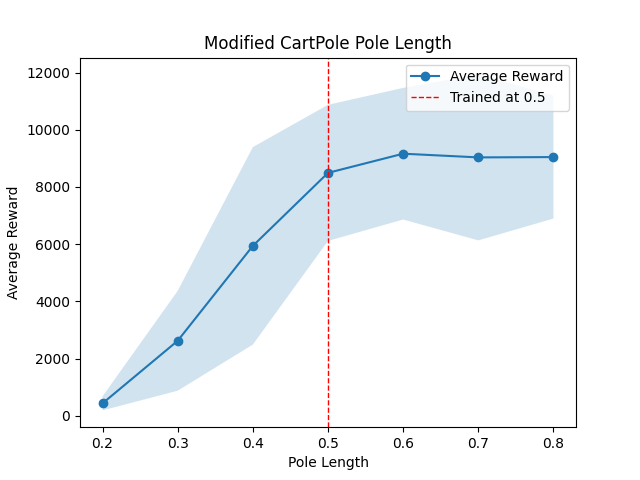 Modified CartPole Pole Length
Average Reward
Trained at 0.5
12000
10000
8000
6000
4000
2000
0
Average Reward
0.2 0.3 0.4 0.5 0.6 0.7 0.8
Pole Length